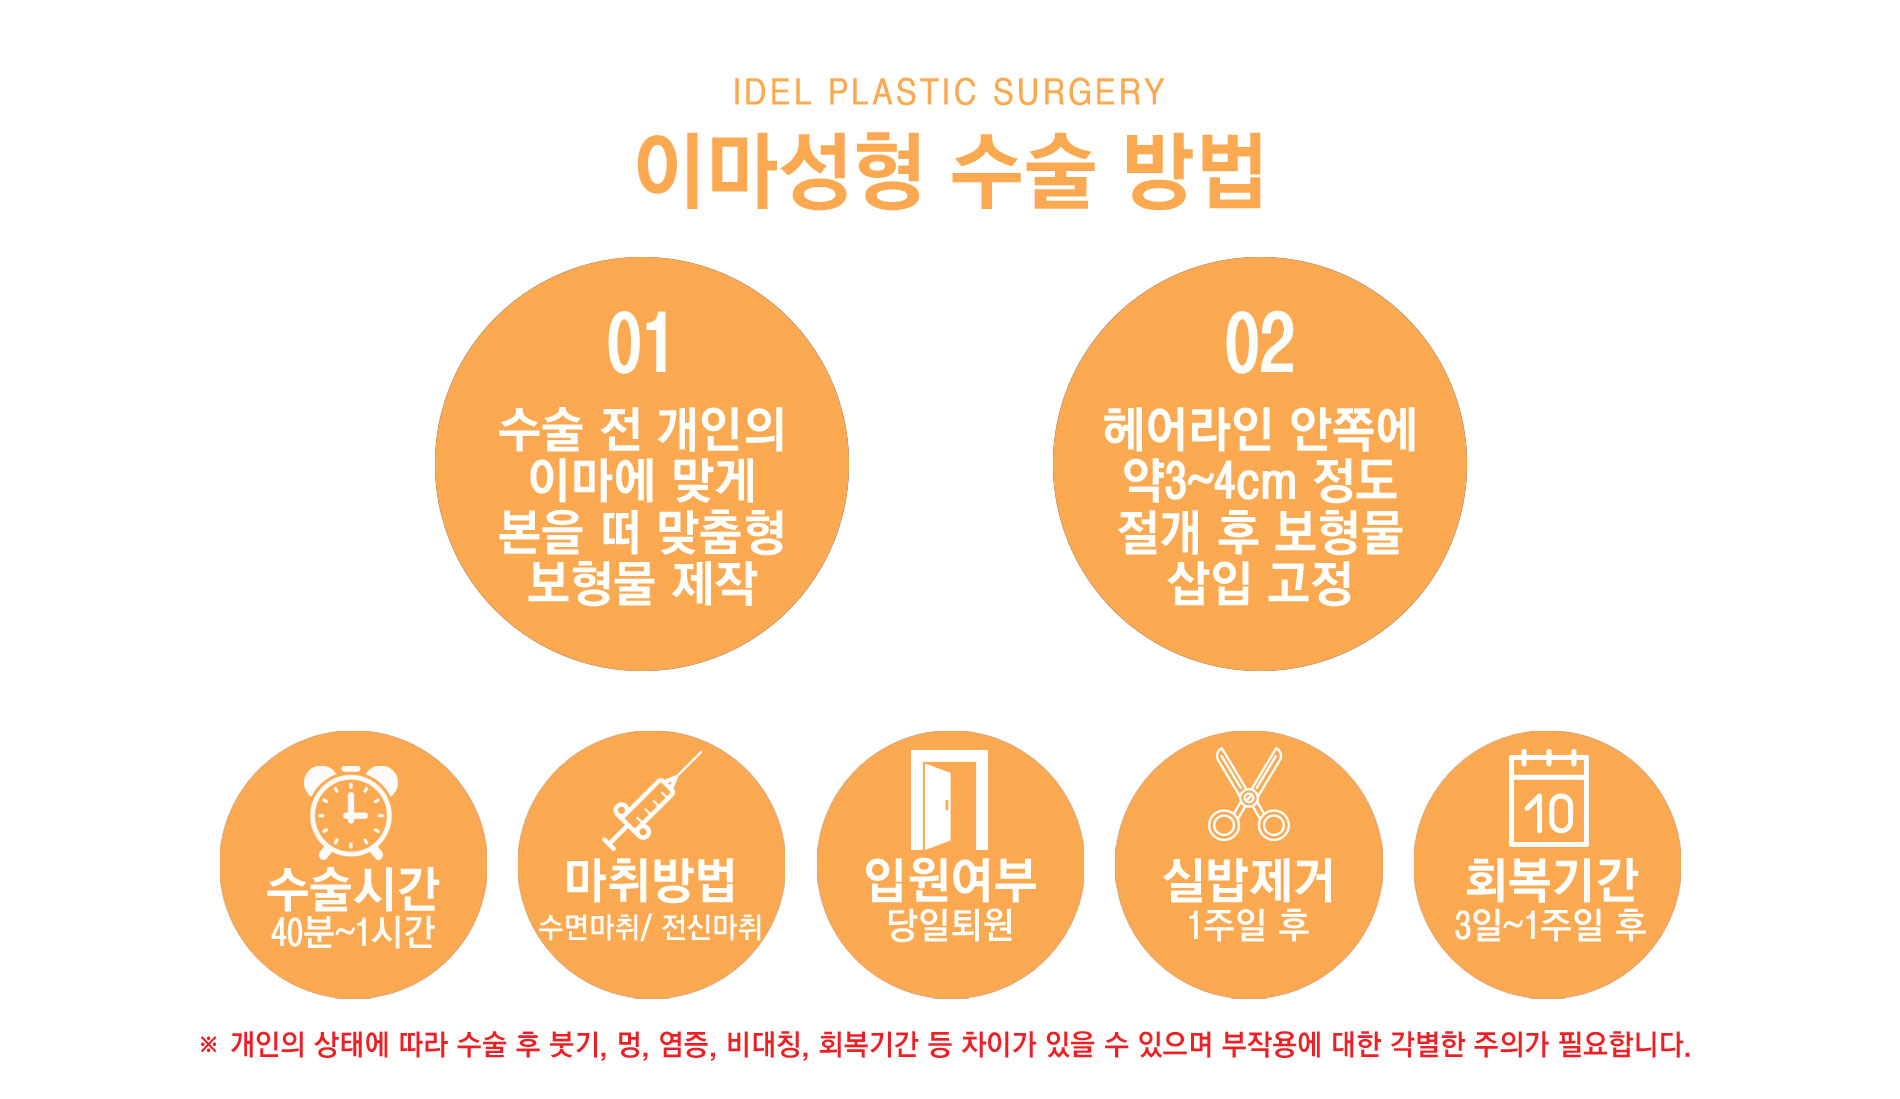 IDEL PLASTIC SURGERY
이마성형 수술 방법
01
수술 전 개인의
이마에 맞게
본을 떠 맞춤형
보형물 제작
02
헤어라인 안쪽에
약3~4cm 정도
절개 후 보형물
삽입 고정
수술시간
40분~1시간
마취방법
수면마취/ 전신마취
입원여부
당일퇴원
실밥제거
1주일 후
10
회복기간
3일~1주일 후
※ 개인의 상태에 따라 수술 후 붓기, 멍, 염증, 비대칭, 회복기간 등 차이가 있을 수 있으며 부작용에 대한 각별한 주의가 필요합니다.